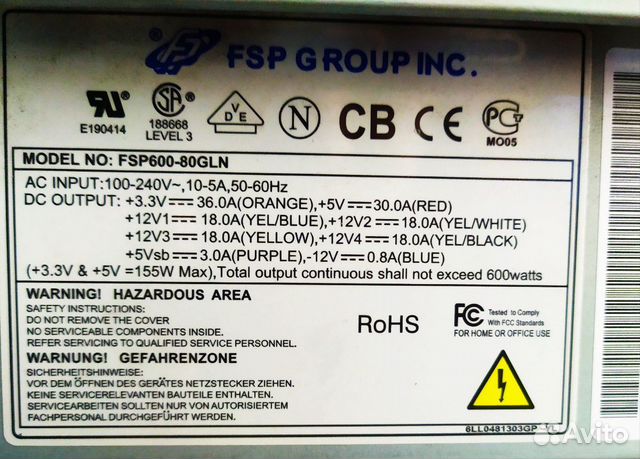 FSP GROUP INC.
E190414
188668
LEVEL 3
VDE
N
CB
CE
MO05
MODEL NO: FSP600-80GLN
AC INPUT:100-240V~,10-5A,50-60Hz
DC OUTPUT: +3.3V⎓36.0A(ORANGE),+5V⎓30.0A(RED)
+12V1⎓18.0A(YEL/BLUE),+12V2⎓18.0A(YEL/WHITE)
+12V3⎓18.0A(YELLOW),+12V4⎓18.0A(YEL/BLACK)
+5Vsb⎓3.0A(PURPLE),-12V⎓0.8A(BLUE)
(+3.3V & +5V =155W Max),Total output continuous shall not exceed 600watts
WARNING! HAZARDOUS AREA
SAFETY INSTRUCTIONS:
DO NOT REMOVE THE COVER
NO SERVICEABLE COMPONENTS INSIDE.
REFER SERVICING TO QUALIFIED SERVICE PERSONNEL.
RoHS
FC Tested to Comply
With FCC Standards
FOR HOME OR OFFICE USE
WARNUNG! GEFAHRENZONE
SICHERHEITSHINWEISE:
VOR DEM ÖFFNEN DES GERÄTES NETZSTECKER ZIEHEN.
KEINE SERVICERELEVANTEN BAUTEILE ENTHALTEN.
SERVICEARBEITEN SOLLTEN NUR VON AUTORISIERTEM
FACHPERSONAL DURCHGEFÜHRT WERDEN.
Avito